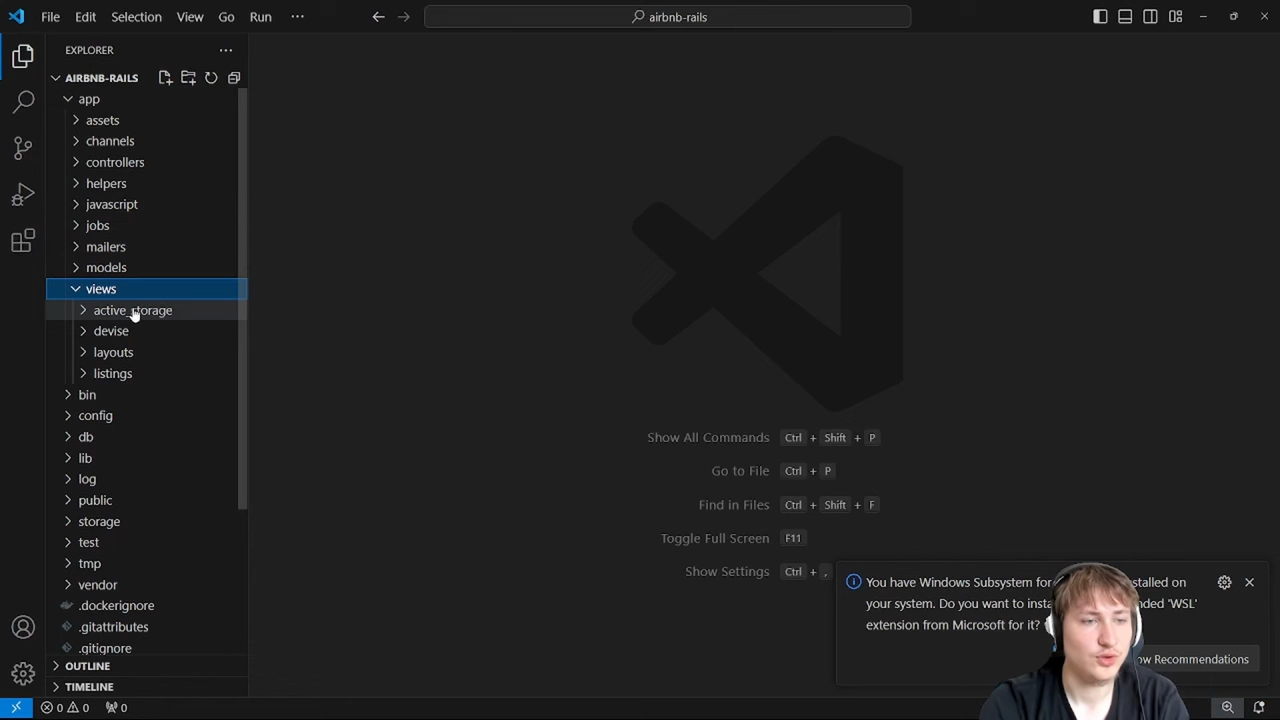 File Edit Selection View Go Run ··· airbnb-rails
EXPLORER ···
AIRBNB-RAILS
app
assets
channels
controllers
helpers
javascript
jobs
mailers
models
views
active_storage
devise
layouts
listings
bin
config
db
lib
log
public
storage
test
tmp
vendor
.dockerignore
.gitattributes
.gitignore
OUTLINE
TIMELINE
Show All Commands Ctrl + Shift + P
Go to File Ctrl + P
Find in Files Ctrl + Shift + F
Toggle Full Screen F11
Show Settings Ctrl + ,
You have Windows Subsystem for installed on
your system. Do you want to 'WSL'
extension from Microsoft for it?
Recommendations
0 0 0